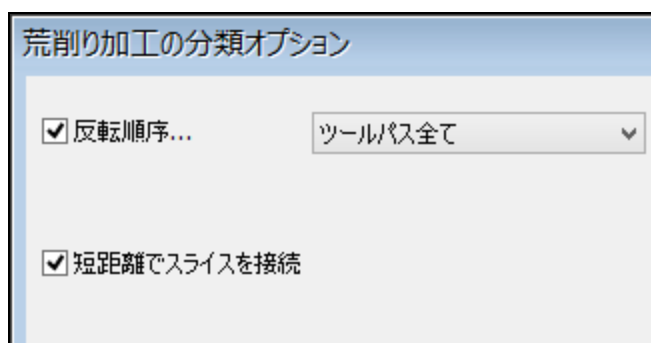 荒削り加工の分類オプション
反転順序... ツールパス全て
短距離でスライスを接続